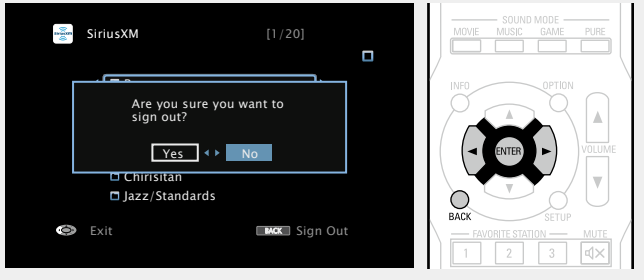 SiriusXM [1/20]
Are you sure you want to
sign out?
Yes No
Chirisitan
Jazz/Standards
Exit BACK Sign Out
SOUND MODE
MOVIE MUSIC GAME PURE
INFO OPTION
ENTER
VOLUME
BACK SETUP
FAVORITE STATION MUTE
1 2 3